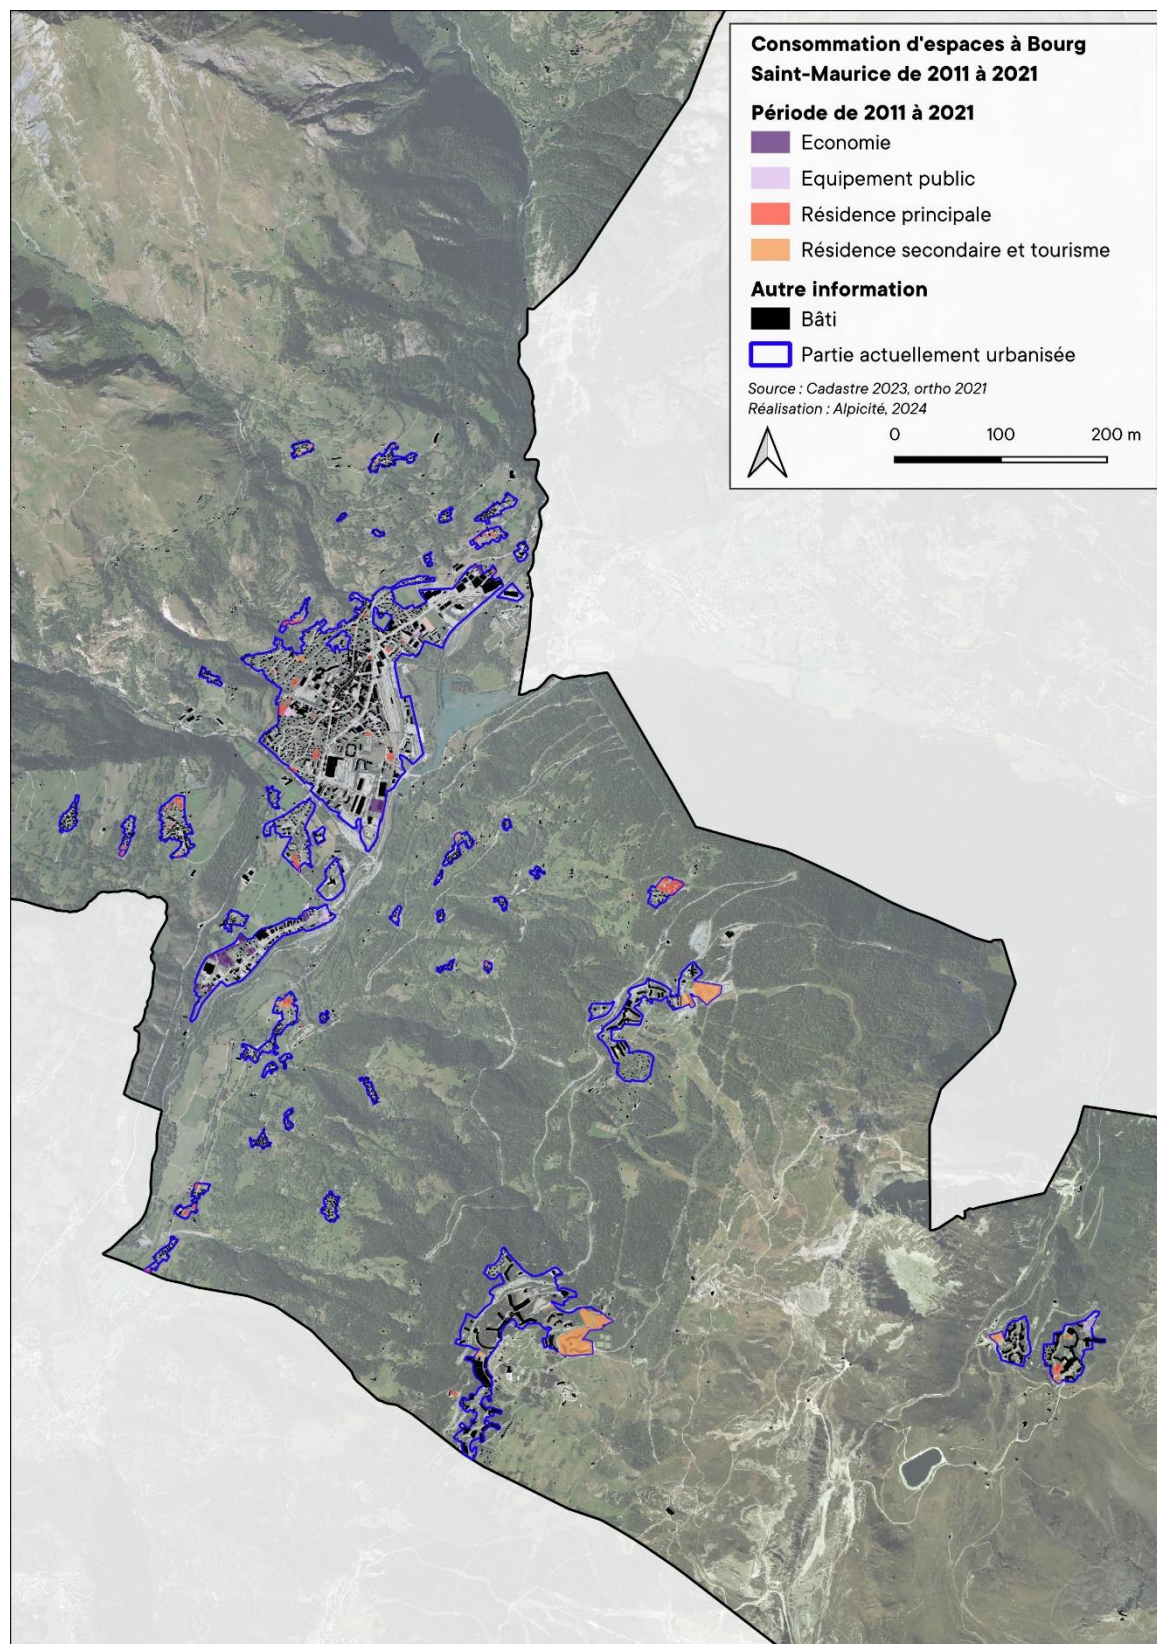 Consommation d'espaces à Bourg
Saint-Maurice de 2011 à 2021
Période de 2011 à 2021
Economie
Equipement public
Résidence principale
Résidence secondaire et tourisme
Autre information
Bâti
Partie actuellement urbanisée
Source : Cadastre 2023, ortho 2021
Réalisation : Alpicité, 2024
0 100 200 m